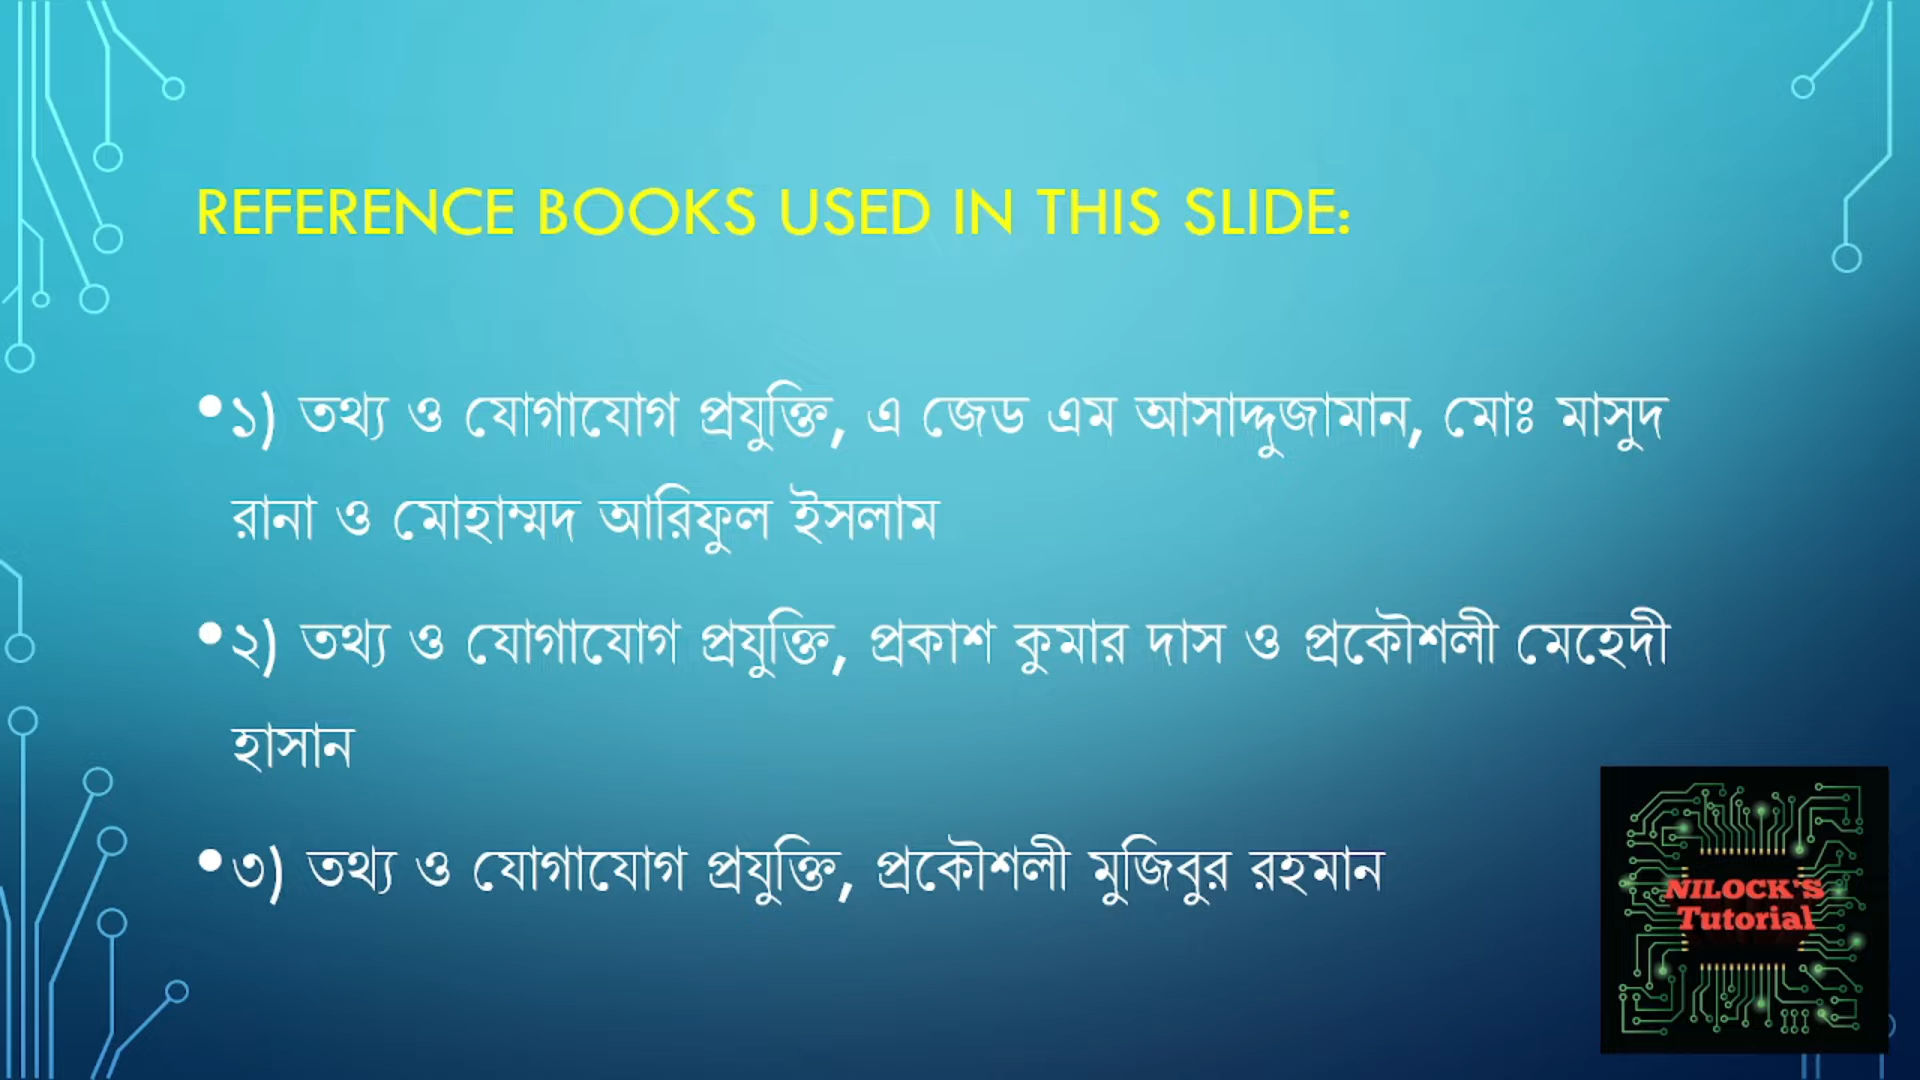 REFERENCE BOOKS USED IN THIS SLIDE:
•১) তথ্য ও যোগাযোগ প্রযুক্তি, এ জেড এম আসাদ্দুজামান, মোঃ মাসুদ
রানা ও মোহাম্মদ আরিফুল ইসলাম
•২) তথ্য ও যোগাযোগ প্রযুক্তি, প্রকাশ কুমার দাস ও প্রকৌশলী মেহেদী
হাসান
•৩) তথ্য ও যোগাযোগ প্রযুক্তি, প্রকৌশলী মুজিবুর রহমান
NILOCK'S
Tutorial